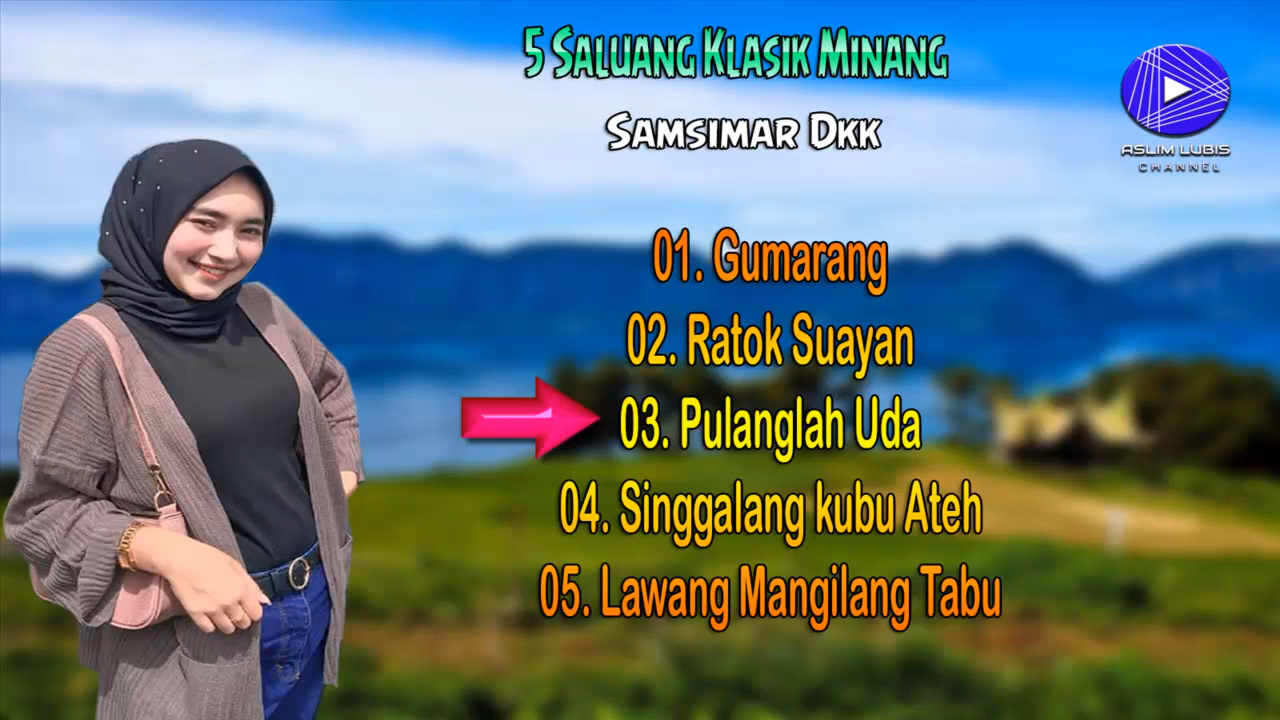 5 Saluang Klasik Minang
Samsimar Dkk
ASLIM LUBIS
CHANNEL
01. Gumarang
02. Ratok Suayan
03. Pulanglah Uda
04. Singgalang kubu Ateh
05. Lawang Mangilang Tabu